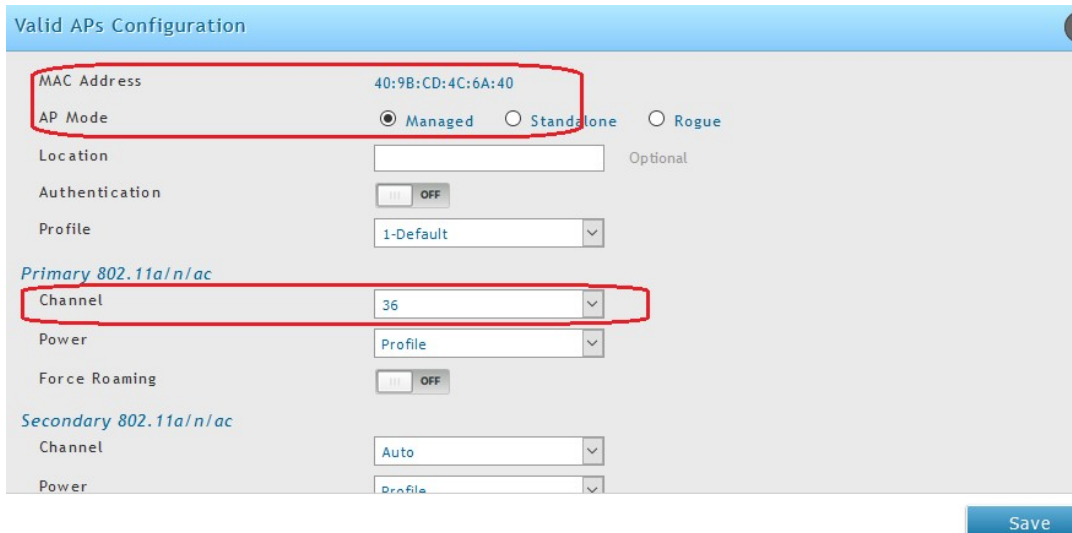 Valid APs Configuration
MAC Address 40:9B:CD:4C:6A:40
AP Mode Managed Standalone Rogue
Location Optional
Authentication OFF
Profile 1-Default
Primary 802.11a/n/ac
Channel 36
Power Profile
Force Roaming OFF
Secondary 802.11a/n/ac
Channel Auto
Power Profile
Save